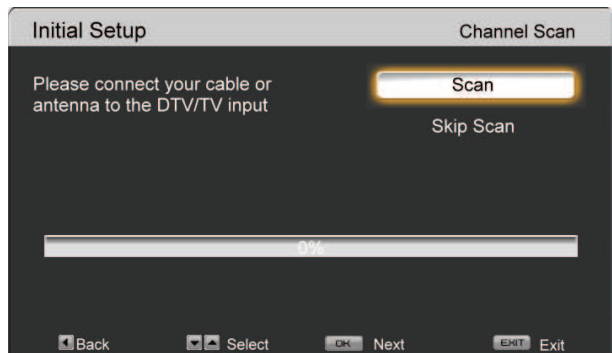 Initial Setup Channel Scan
Please connect your cable or
antenna to the DTV/TV input
Scan
Skip Scan
0%
Back Select OK Next EXIT Exit